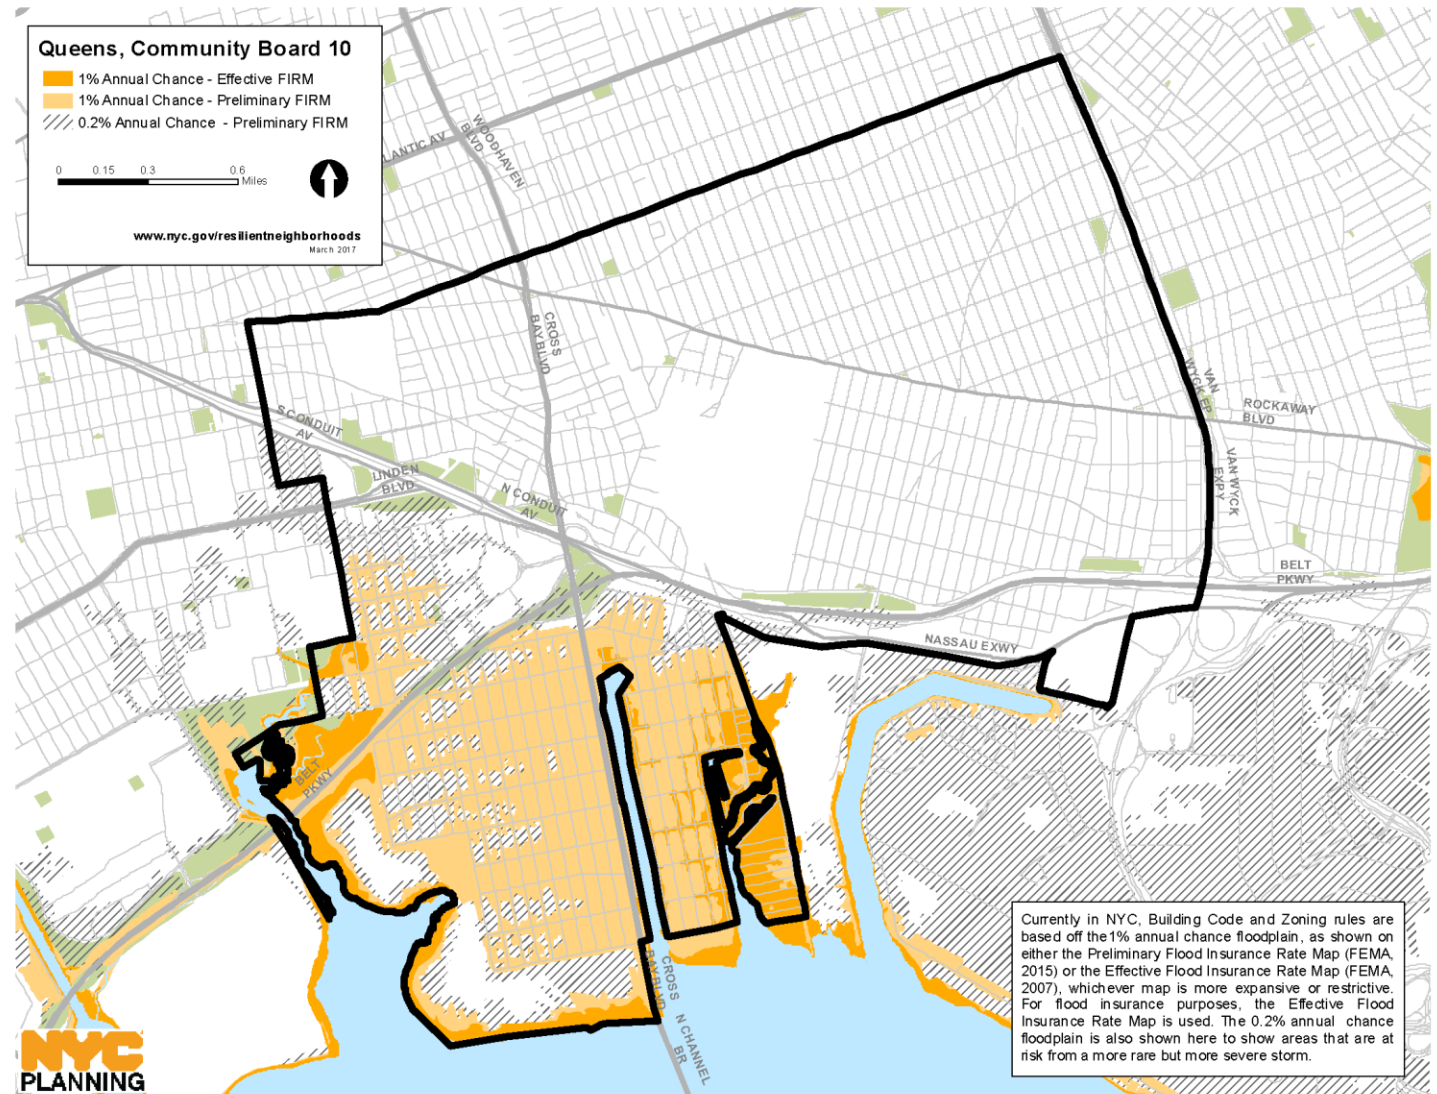 Queens, Community Board 10
1% Annual Chance - Effective FIRM
1% Annual Chance - Preliminary FIRM
0.2% Annual Chance - Preliminary FIRM
0 0.15 0.3 0.6
Miles
www.nyc.gov/resilientneighborhoods
March 2017
LANTIC AV
WOODHAVEN
BLVD
CROSS
BAY BLVD
S CONDUIT
AV
LINDEN
BLVD
N CONDUIT
AV
VAN
WYCK EP
ROCKAWAY
BLVD
VAN WYCK
EXPY
BELT
PKWY
NASSAU EXWY
BELT
PKWY
CROSS
BAY BLVD
N CHANNEL
BR
Currently in NYC, Building Code and Zoning rules are
based off the 1% annual chance floodplain, as shown on
either the Preliminary Flood Insurance Rate Map (FEMA,
2015) or the Effective Flood Insurance Rate Map (FEMA,
2007), whichever map is more expansive or restrictive.
For flood insurance purposes, the Effective Flood
Insurance Rate Map is used. The 0.2% annual chance
floodplain is also shown here to show areas that are at
risk from a more rare but more severe storm.
NYC
PLANNING